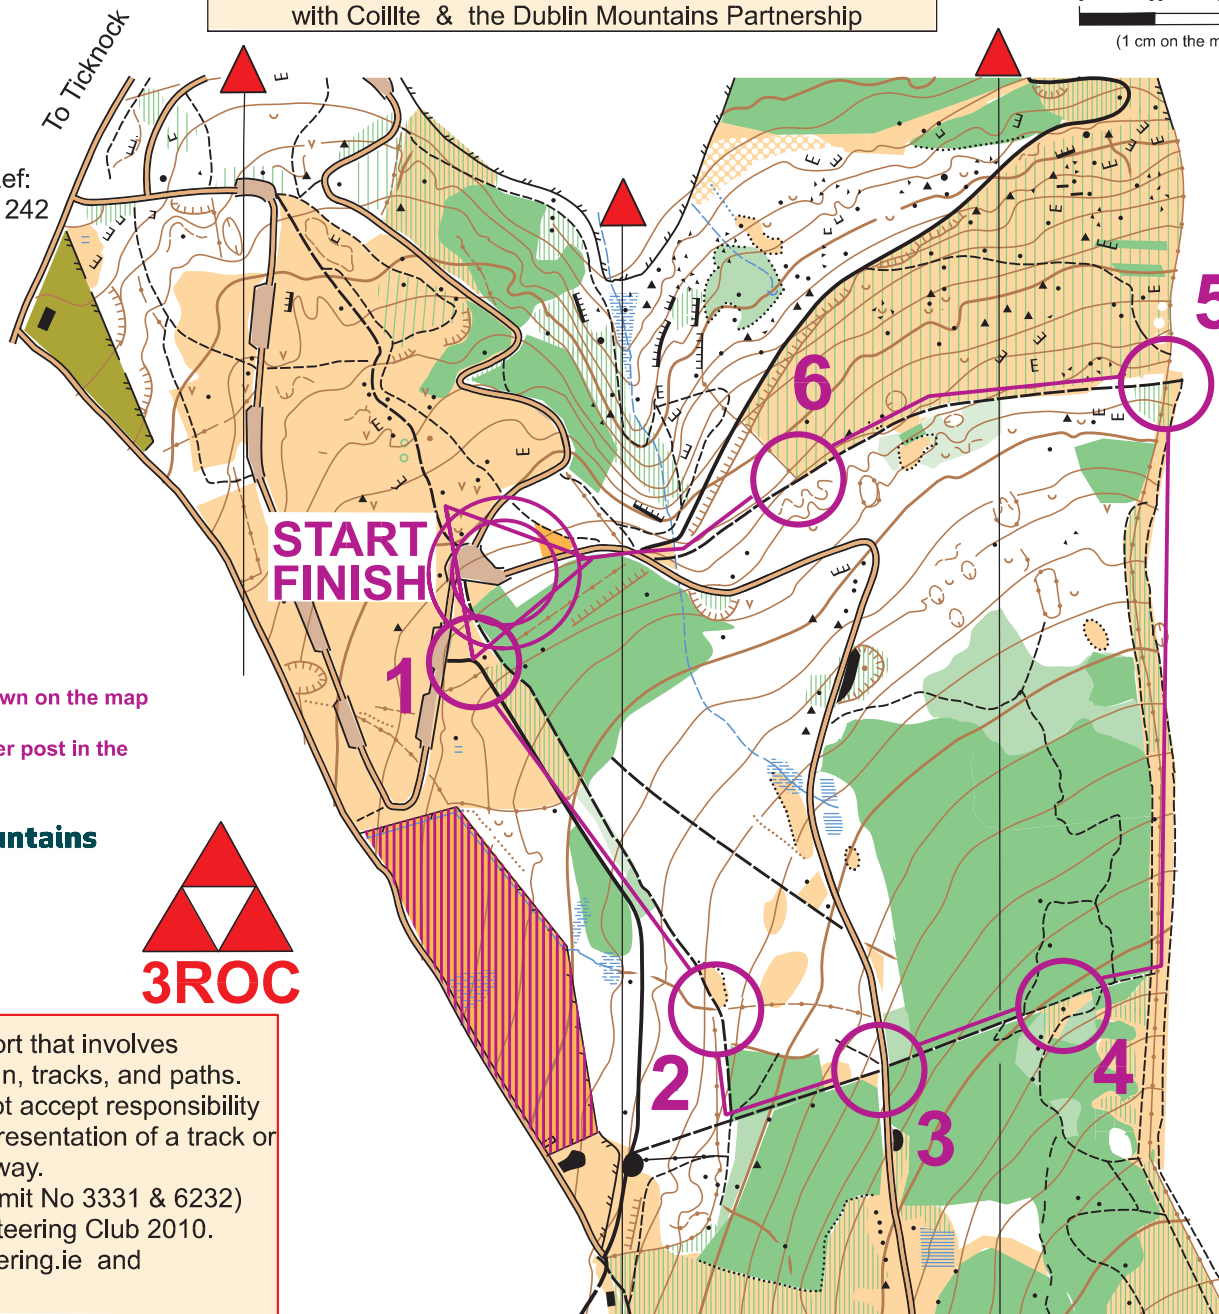 with Coillte & the Dublin Mountains Partnership
(1 cm on the m
To Ticknock
ef:
242
5
6
START
FINISH
1
wn on the map
er post in the
untains
3ROC
2
3
4
ort that involves
n, tracks, and paths.
ot accept responsibility
resentation of a track or
way.
mit No 3331 & 6232)
teering Club 2010.
ering.ie and